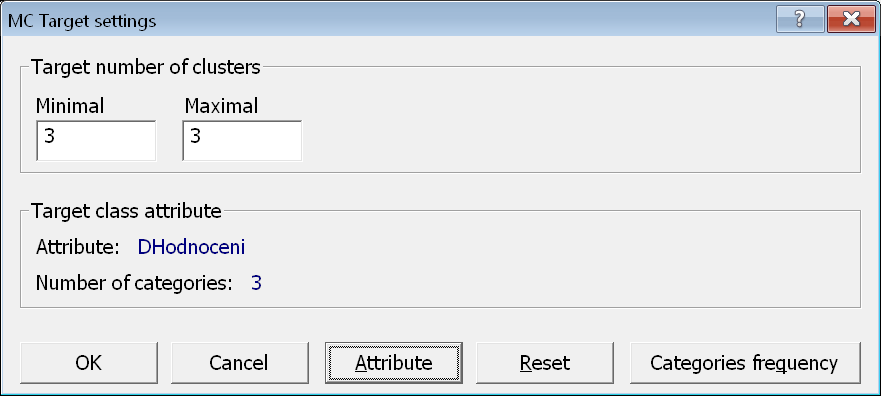 MC Target settings
?
Target number of clusters
Minimal Maximal
3 3
Target class attribute
Attribute: DHodnoceni
Number of categories: 3
OK Cancel Attribute Reset Categories frequency